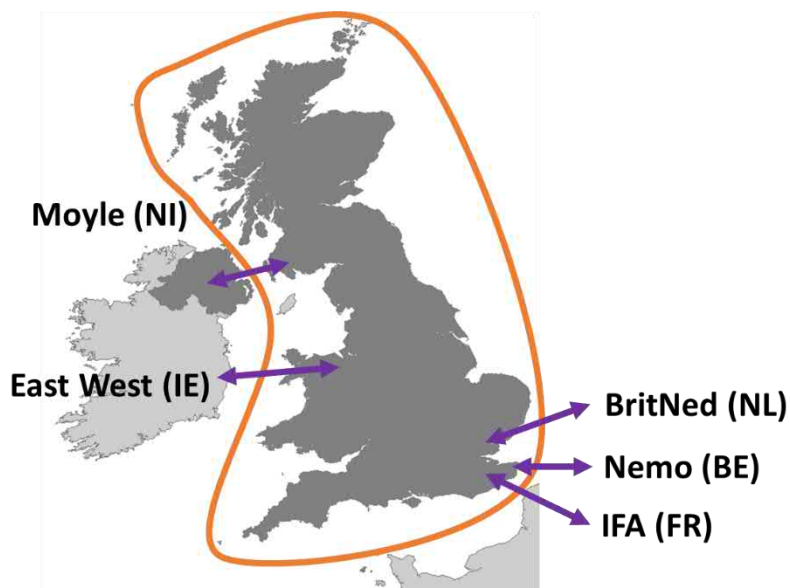 Moyle (NI)
East West (IE)
BritNed (NL)
Nemo (BE)
IFA (FR)